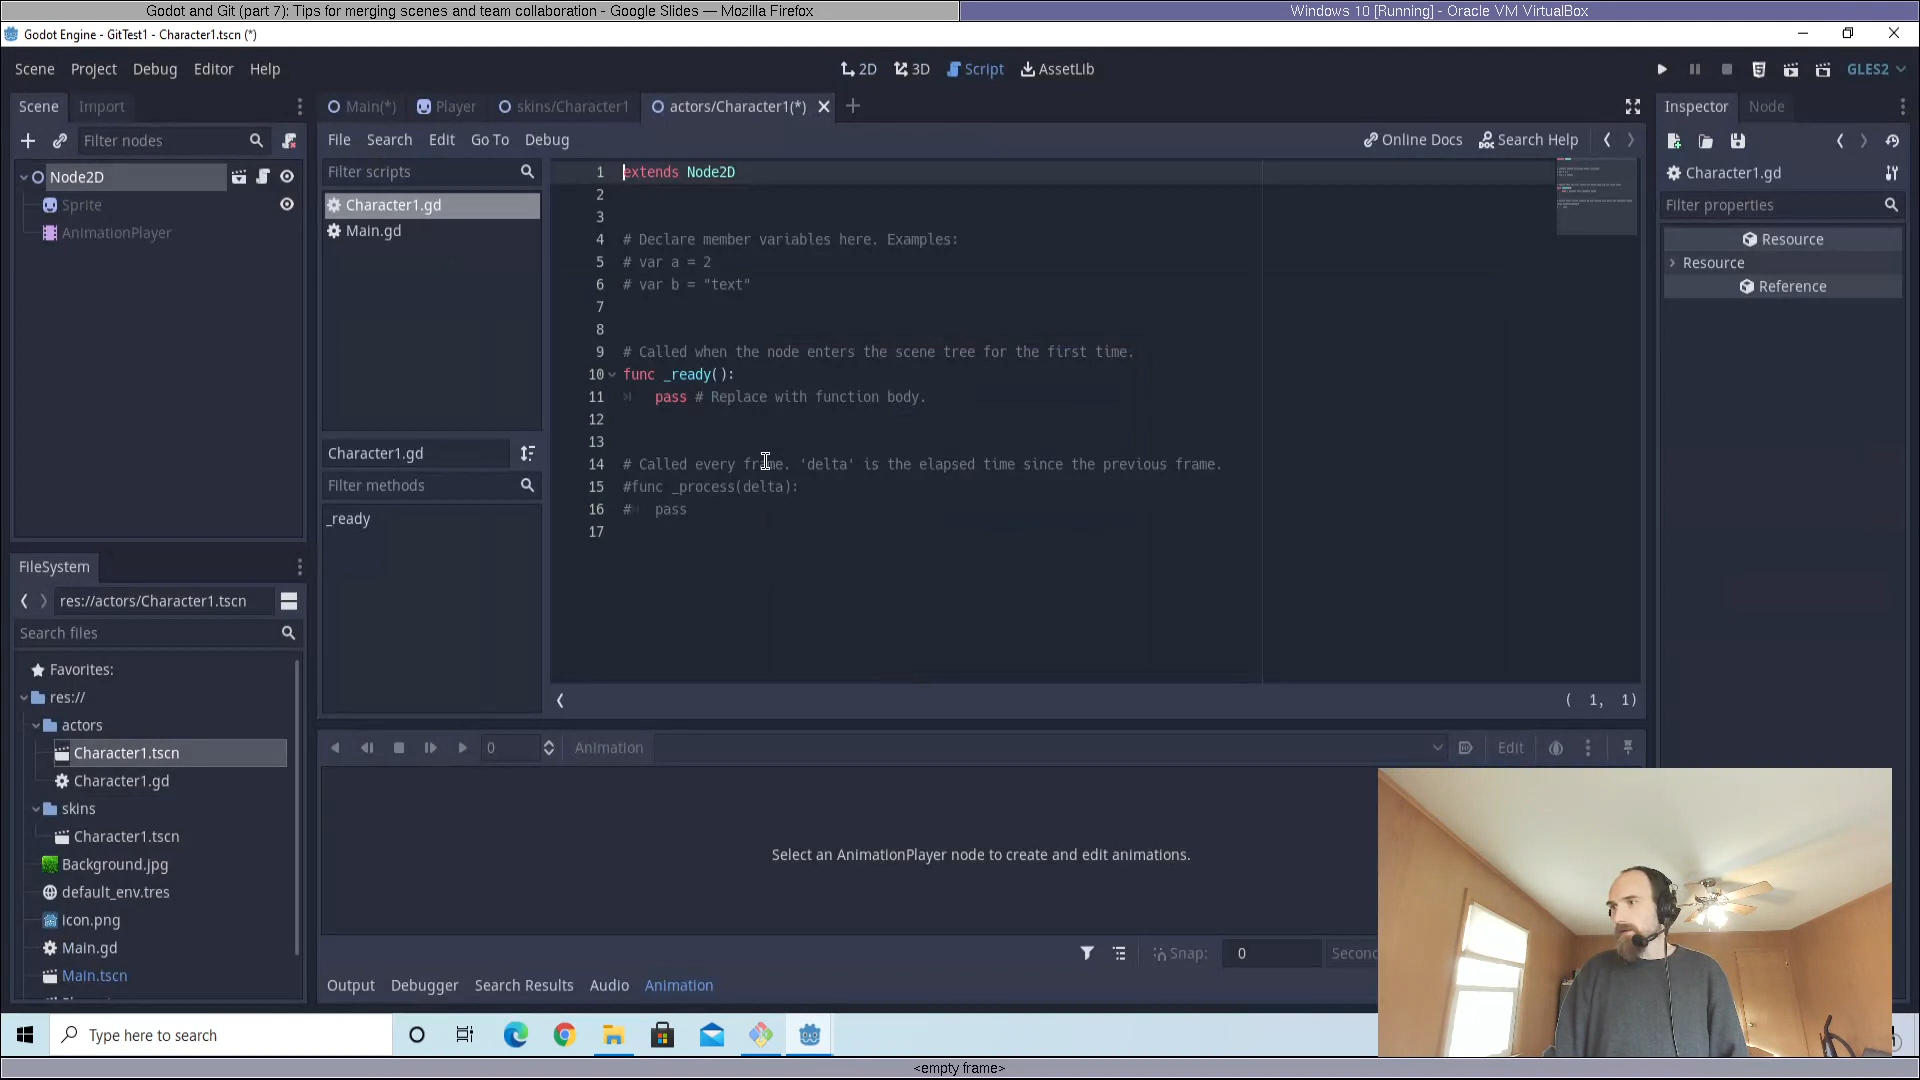 Godot and Git (part 7): Tips for merging scenes and team collaboration - Google Slides — Mozilla Firefox
Windows 10 [Running] - Oracle VM VirtualBox
Godot Engine - GitTest1 - Character1.tscn (*)
Scene Project Debug Editor Help
2D 3D Script AssetLib
GLES2
Scene Import
Main(*) Player skins/Character1 actors/Character1(*)
Inspector Node
Filter nodes
File Search Edit Go To Debug
Online Docs Search Help
Node2D
Sprite
AnimationPlayer
Filter scripts
Character1.gd
Main.gd
Character1.gd
Filter methods
_ready
1 extends Node2D
2
3
4 # Declare member variables here. Examples:
5 # var a = 2
6 # var b = "text"
7
8
9 # Called when the node enters the scene tree for the first time.
10 func _ready():
11 pass # Replace with function body.
12
13
14 # Called every frame. 'delta' is the elapsed time since the previous frame.
15 #func _process(delta):
16 # pass
17
( 1, 1)
Character1.gd
Filter properties
Resource
Resource
Reference
FileSystem
res://actors/Character1.tscn
Search files
Favorites:
res://
actors
Character1.tscn
Character1.gd
skins
Character1.tscn
Background.jpg
default_env.tres
icon.png
Main.gd
Main.tscn
0 Animation Edit
Select an AnimationPlayer node to create and edit animations.
Snap: 0
Output Debugger Search Results Audio Animation
Type here to search
<empty frame>